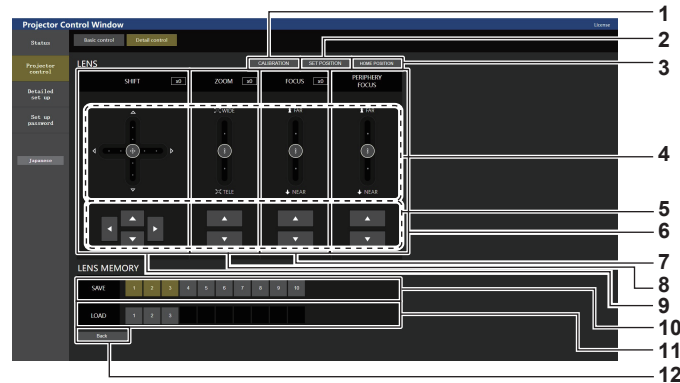 Projector Control Window
License
Status
Basic control
Detail control
Projector
control
Detailed
set up
Set up
password
Japanese
LENS
CALIBRATION
SET POSITION
HOME POSITION
SHIFT
x0
ZOOM
x0
FOCUS
x0
PERIPHERY
FOCUS
WIDE
FAR
FAR
TELE
NEAR
NEAR
LENS MEMORY
SAVE
1 2 3 4 5 6 7 8 9 10
LOAD
1 2 3
Back
1
2
3
4
5
6
7
8
9
10
11
12